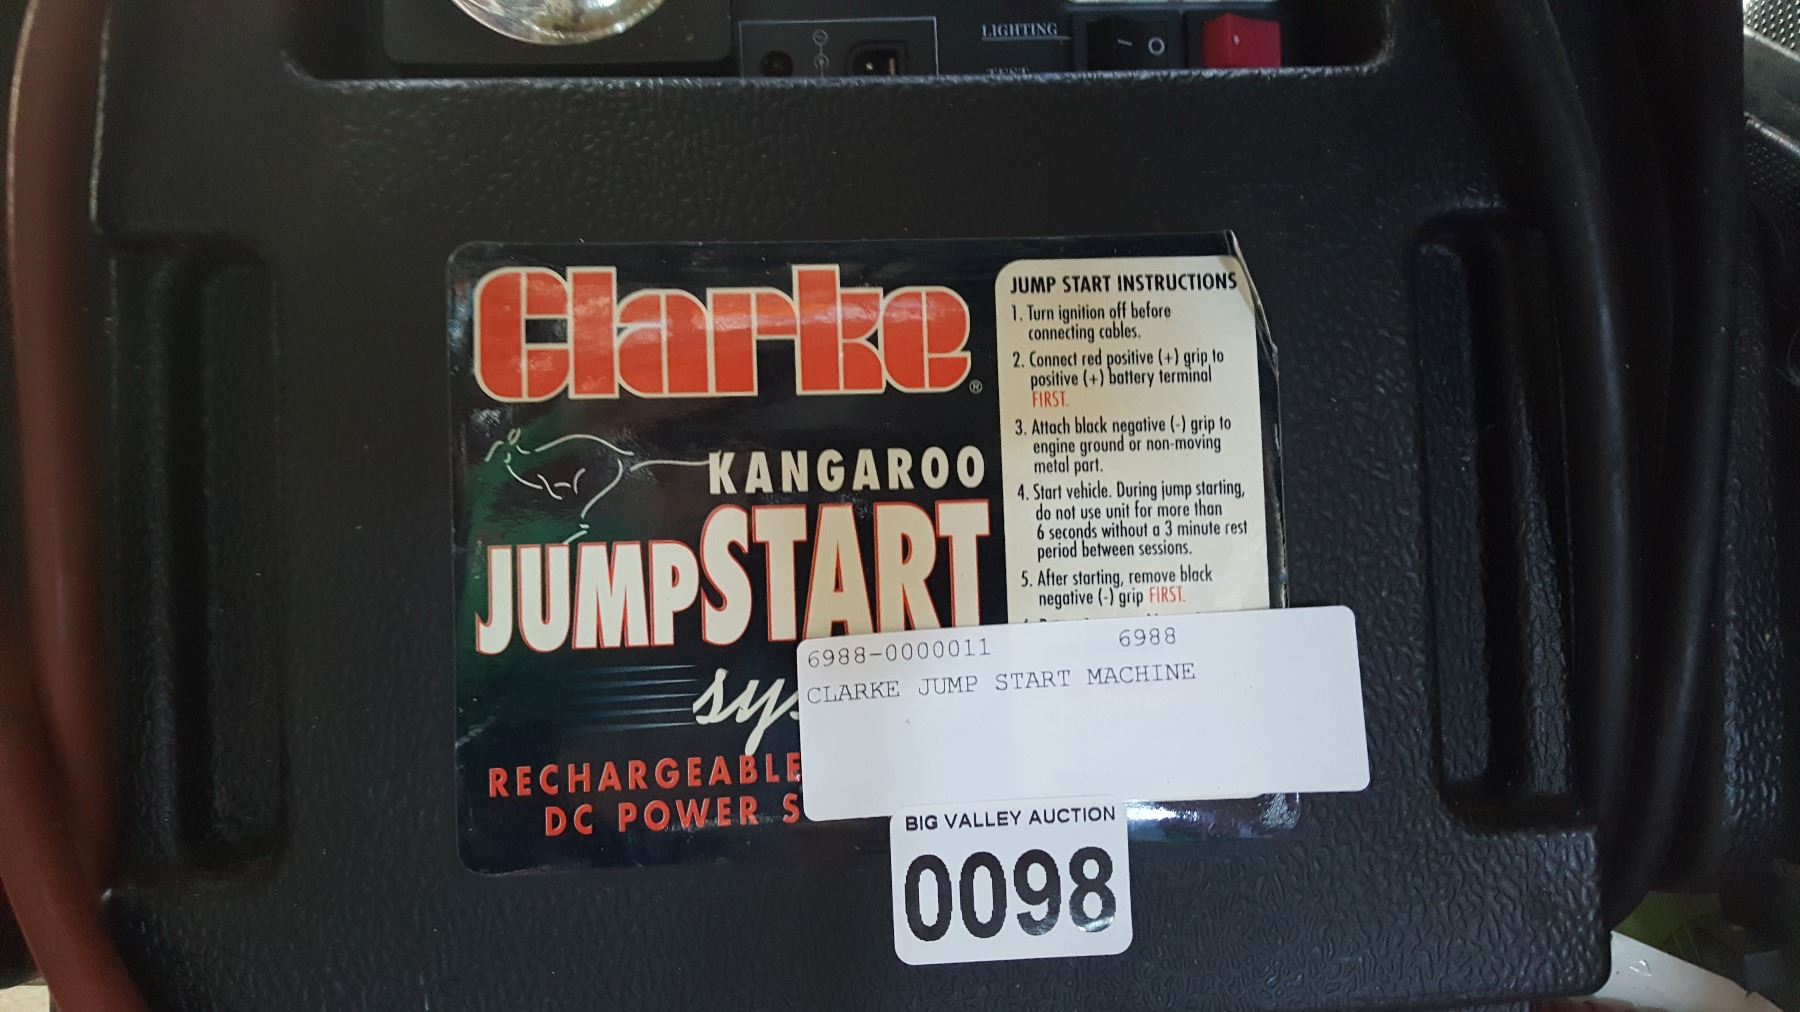 LIGHTING
TEST
Clarke®
KANGAROO
JUMPSTART
RECHARGEABLE
DC POWER
JUMP START INSTRUCTIONS
1. Turn ignition off before
connecting cables.
2. Connect red positive (+) grip to
positive (+) battery terminal
FIRST.
3. Attach black negative (-) grip to
engine ground or non-moving
metal part.
4. Start vehicle. During jump starting,
do not use unit for more than
6 seconds without a 3 minute rest
period between sessions.
5. After starting, remove black
negative (-) grip FIRST.
6988-0000011 6988
CLARKE JUMP START MACHINE
BIG VALLEY AUCTION
0098